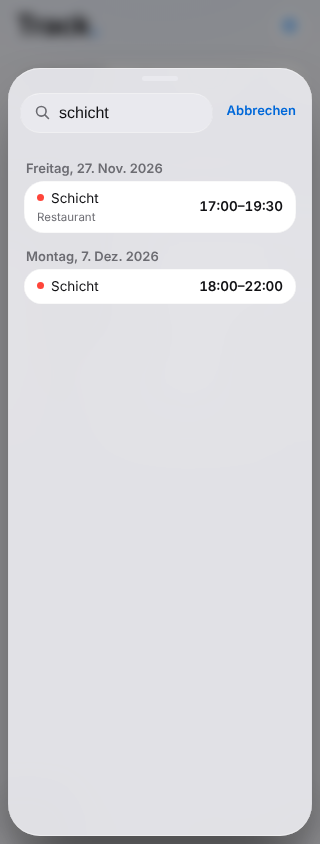 Track.
schicht
Abbrechen
Freitag, 27. Nov. 2026
Schicht
17:00–19:30
Restaurant
Montag, 7. Dez. 2026
Schicht
18:00–22:00